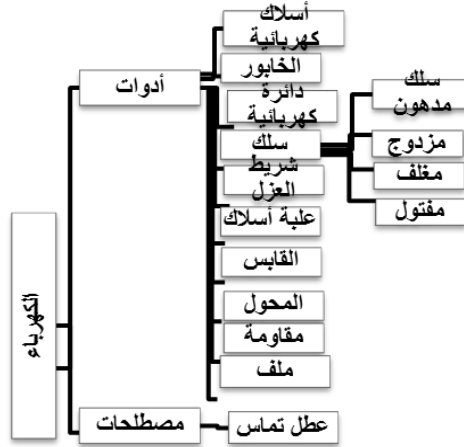 أسلاك
كهربائية
الخابور
أدوات
دائرة
كهربائية
سلك
مدهون
سلك
مزدوج
شريط
العزل
مغلف
علبة أسلاك
مفتول
القابس
الكهرباء
المحول
مقاومة
ملف
مصطلحات
عطل تماس